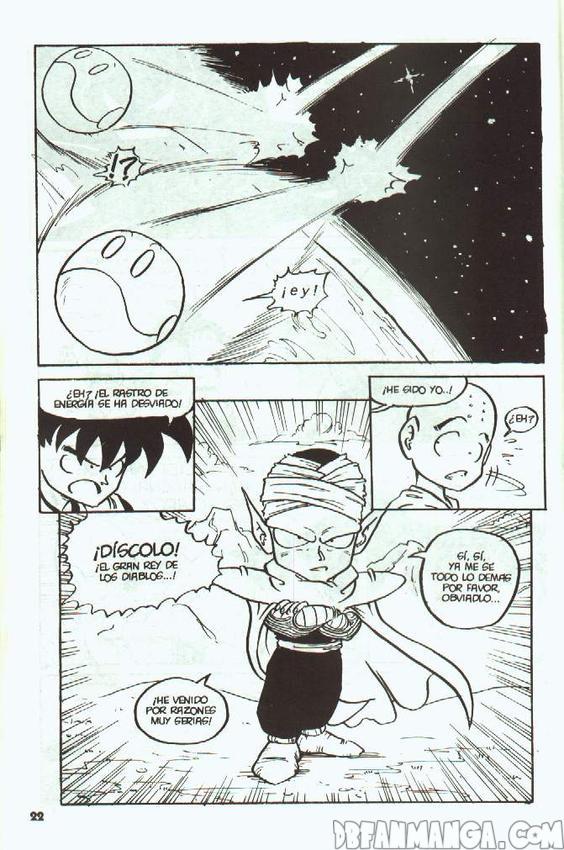 !?
¡ey!
¿EH? ¡EL RASTRO DE
ENERGÍA SE HA DESVIADO!
¡HE SIDO YO..!
¿EH?
¡DÍSCOLO!
¡EL GRAN REY DE
LOS DIABLOS...!
SÍ, SÍ,
YA ME SE
TODO LO DEMAS
POR FAVOR,
OBVIADLO...
¡HE VENIDO
POR RAZONES
MUY SERIAS!
22
DBFANMANGA.COM